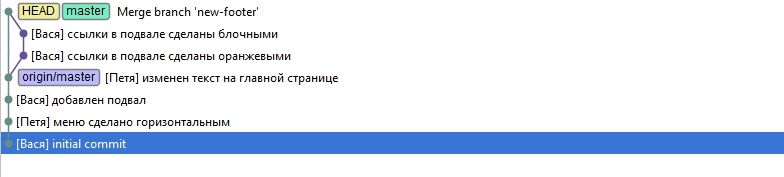 HEAD master Merge branch 'new-footer'
[Вася] ссылки в подвале сделаны блочными
[Вася] ссылки в подвале сделаны оранжевыми
origin/master [Петя] изменен текст на главной странице
[Вася] добавлен подвал
[Петя] меню сделано горизонтальным
[Вася] initial commit